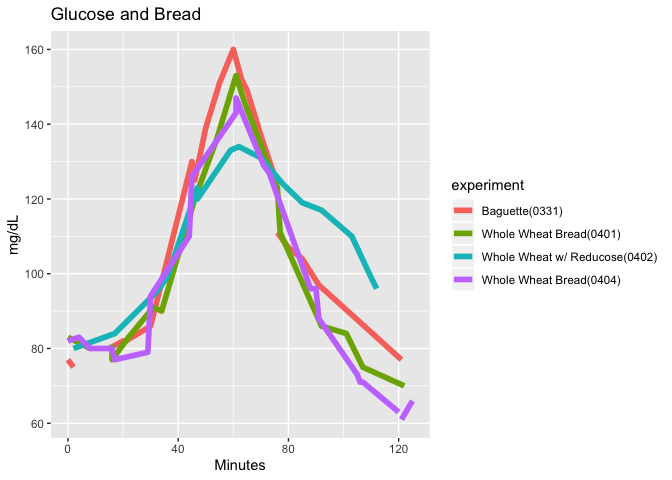 Glucose and Bread
160
140
120
100
80
60
mg/dL
0
40
80
120
Minutes
experiment
Baguette(0331)
Whole Wheat Bread(0401)
Whole Wheat w/ Reducose(0402)
Whole Wheat Bread(0404)